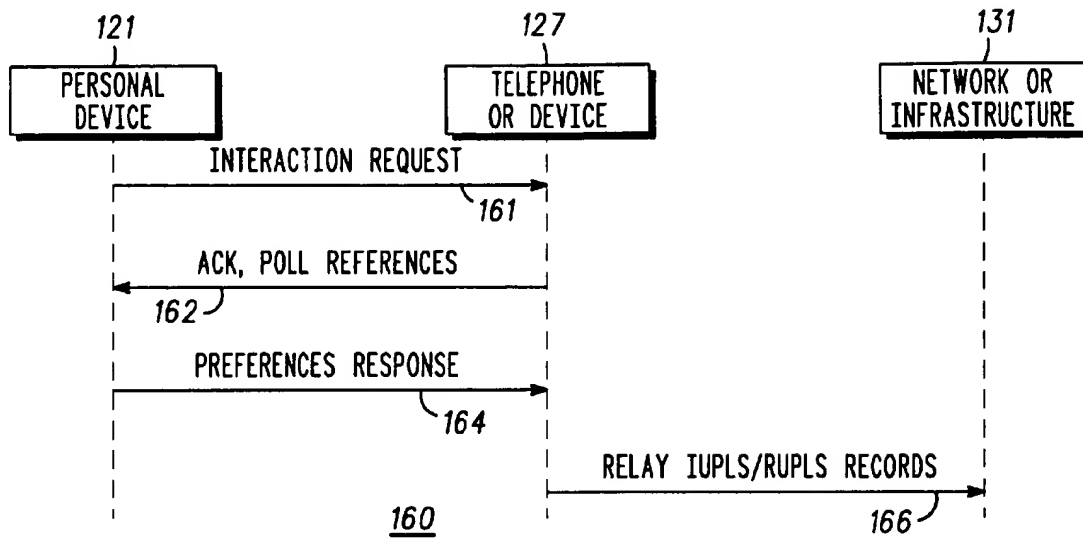 121
127
131
PERSONAL
DEVICE
TELEPHONE
OR DEVICE
NETWORK OR
INFRASTRUCTURE
INTERACTION REQUEST
161
ACK, POLL REFERENCES
162
PREFERENCES RESPONSE
164
RELAY IUPLS/RUPLS RECORDS
166
160